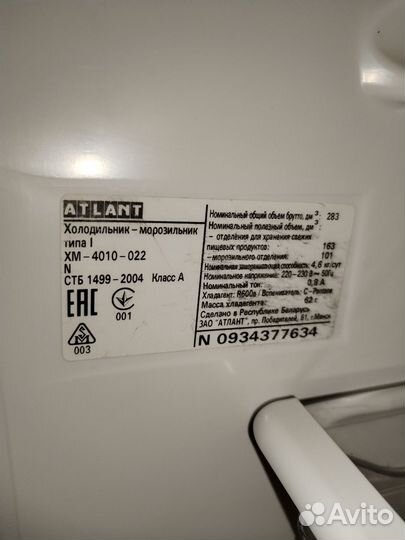 ATLANT
Холодильник - морозильник
типа I
ХМ-4010-022
N
СТБ 1499-2004 Класс А
ЕАС
001
003
Номинальный общий объем брутто, дм³: 283
Номинальный полезный объем, дм³:
- отделения для хранения свежих
пищевых продуктов: 163
- морозильного отделения: 101
Номинальная замораживающая способность: 4,6 кг/сут
Номинальное напряжение: 220-230 В~ 50Гц
Номинальный ток: 0,8 А
Хладагент: R600a/ Вспениватель: С-Pentane
Масса хладагента: 62 г.
Сделано в Республике Беларусь
ЗАО "АТЛАНТ", пр. Победителей, 61, г.Минск
N 0934377634
Avito